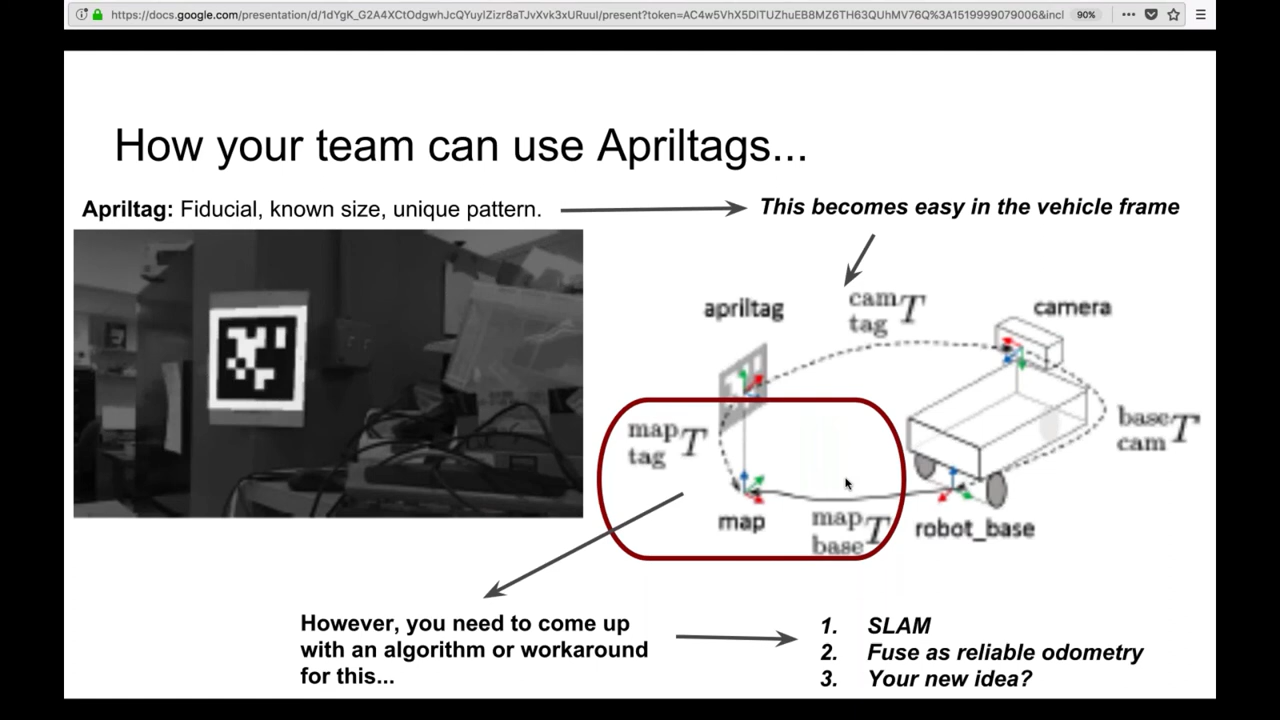 https://docs.google.com/presentation/d/1dYgK_G2A4XCtOdgwhJcQYuyIZizr8aTJvXvk3xURuuI/present?token=AC4w5VhX5DITUZhuEB8MZ6TH63QUhMV76Q%3A1519999079006&incl 90%
How your team can use Apriltags...
Apriltag: Fiducial, known size, unique pattern.
This becomes easy in the vehicle frame
apriltag
cam
tag T
camera
map
tag T
base
cam T
map
map
base T
robot_base
However, you need to come up
with an algorithm or workaround
for this...
1. SLAM
2. Fuse as reliable odometry
3. Your new idea?